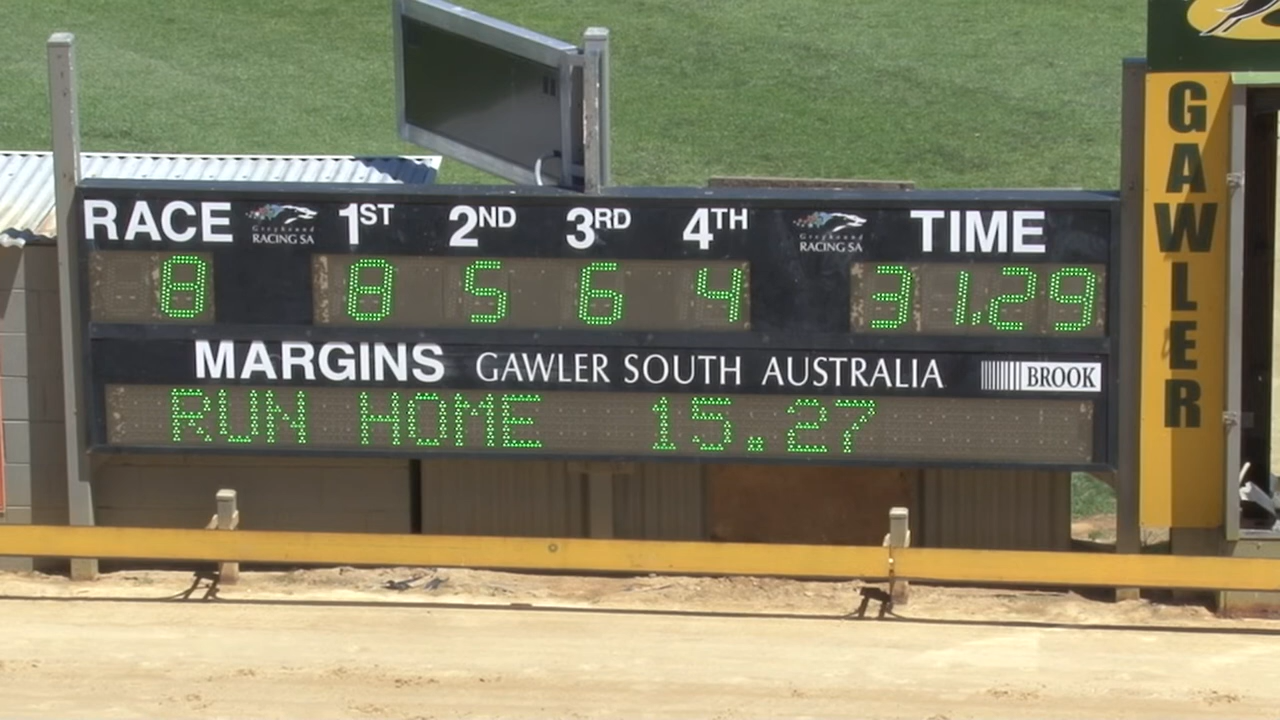 RACE Greyhound RACING SA 1ST 2ND 3RD 4TH Greyhound RACING SA TIME
8 8 5 6 4 31.29
MARGINS GAWLER SOUTH AUSTRALIA BROOK
RUN HOME 15.27
GAWLER